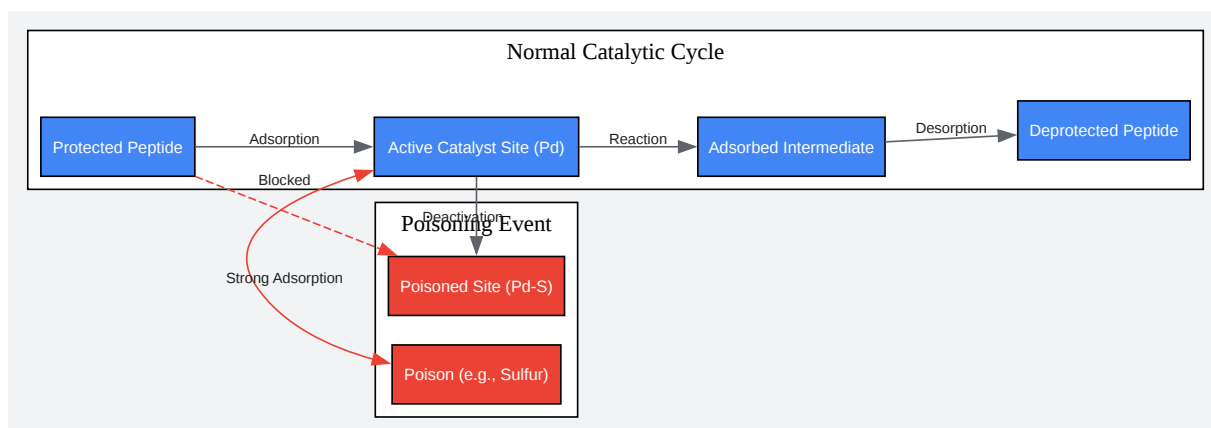 Normal Catalytic Cycle
Protected Peptide
Adsorption
Active Catalyst Site (Pd)
Reaction
Adsorbed Intermediate
Desorption
Deprotected Peptide
Blocked
Deactivation
Poisoning Event
Strong Adsorption
Poisoned Site (Pd-S)
Poison (e.g., Sulfur)